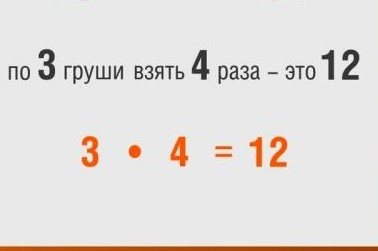 по 3 груши взять 4 раза – это 12
3 • 4 = 12